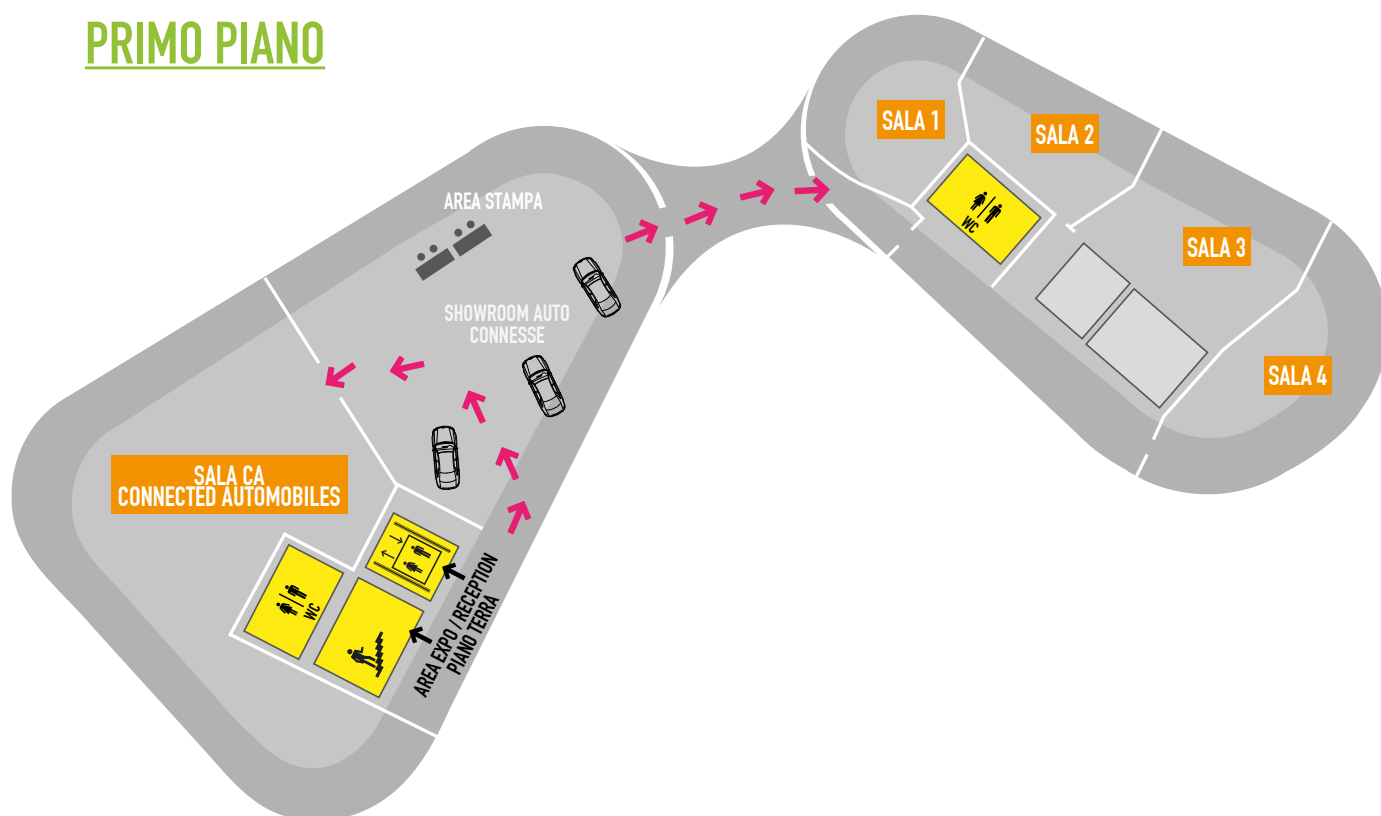 PRIMO PIANO
SALA 1
SALA 2
AREA STAMPA
SALA 3
SHOWROOM AUTO
CONNESSE
SALA 4
WC
SALA CA
CONNECTED AUTOMOBILES
WC
AREA EXPO / RECEPTION
PIANO TERRA